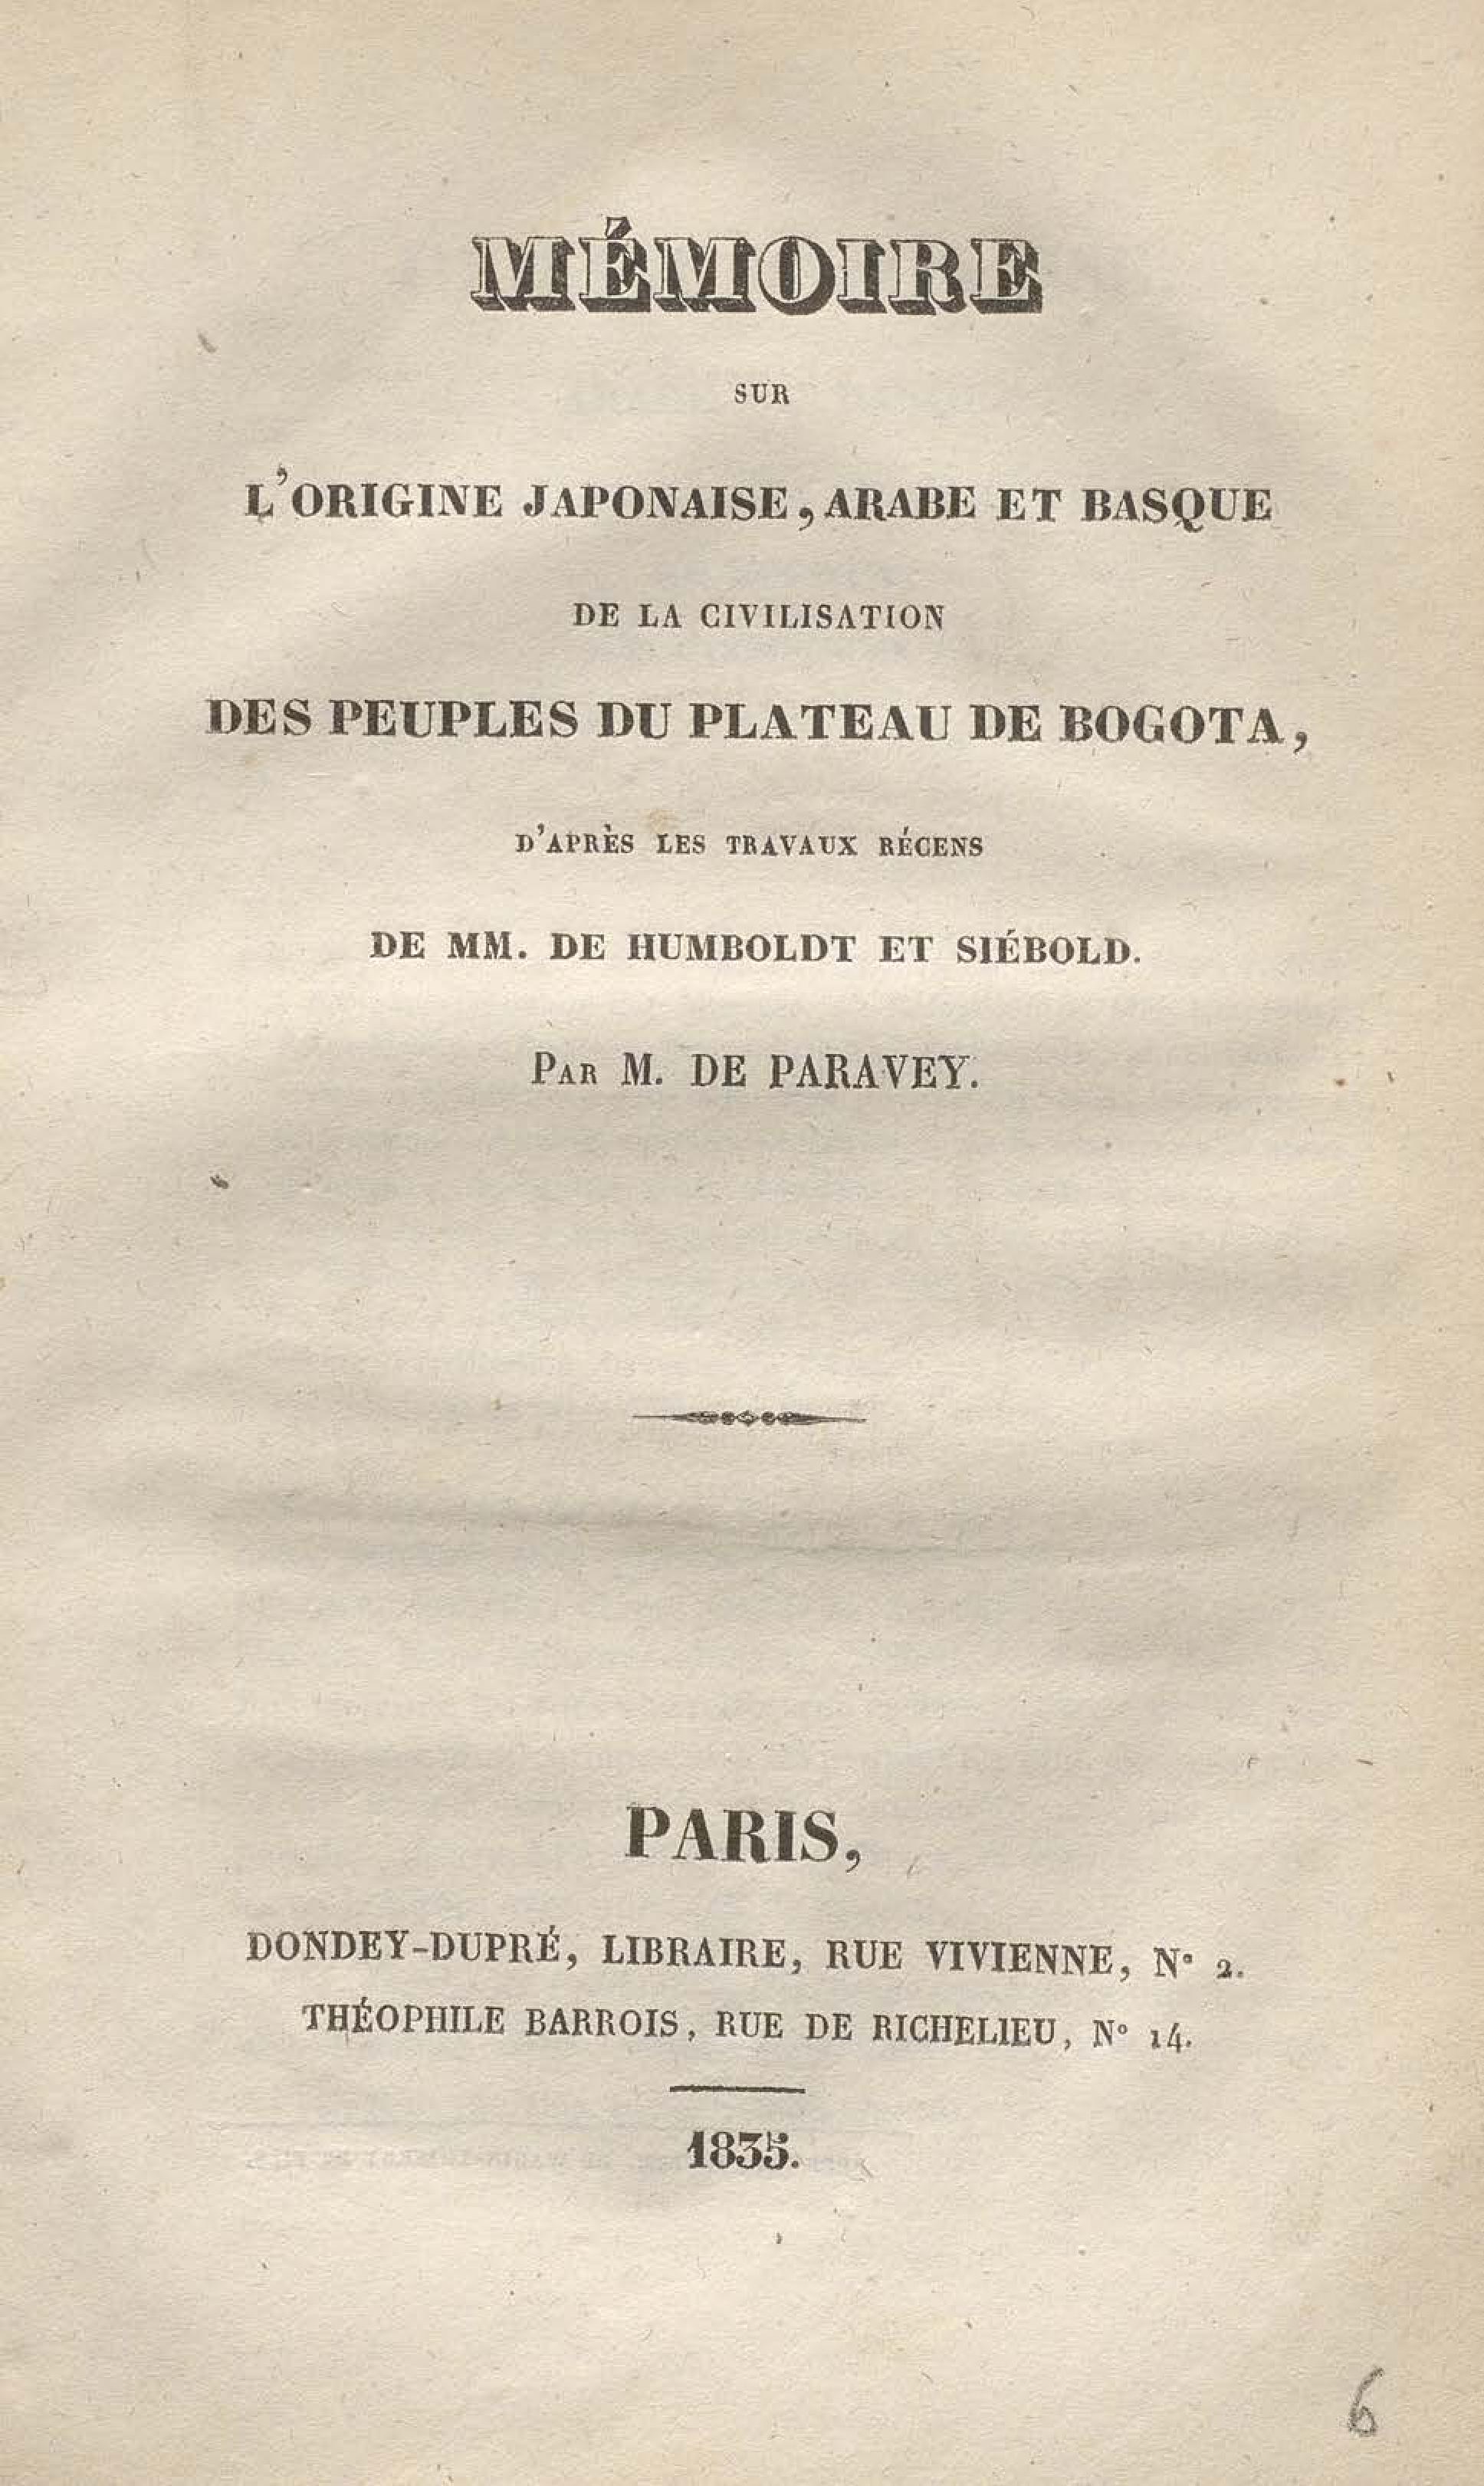 MÉMOIRE
SUR
L'ORIGINE JAPONAISE, ARABE ET BASQUE
DE LA CIVILISATION
DES PEUPLES DU PLATEAU DE BOGOTA,
D'APRÈS LES TRAVAUX RÉCENS
DE MM. DE HUMBOLDT ET SIÉBOLD.
PAR M. DE PARAVEY.
PARIS,
DONDEY-DUPRÉ, LIBRAIRE, RUE VIVIENNE, N° 2.
THÉOPHILE BARROIS, RUE DE RICHELIEU, N° 14.
1835.
6